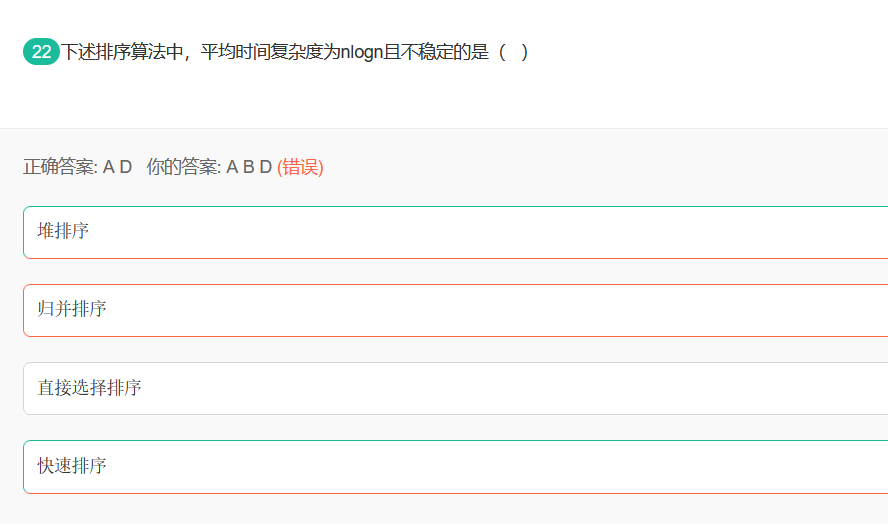 22 下述排序算法中，平均时间复杂度为nlogn且不稳定的是（ ）
正确答案: A D 你的答案: A B D (错误)
堆排序
归并排序
直接选择排序
快速排序